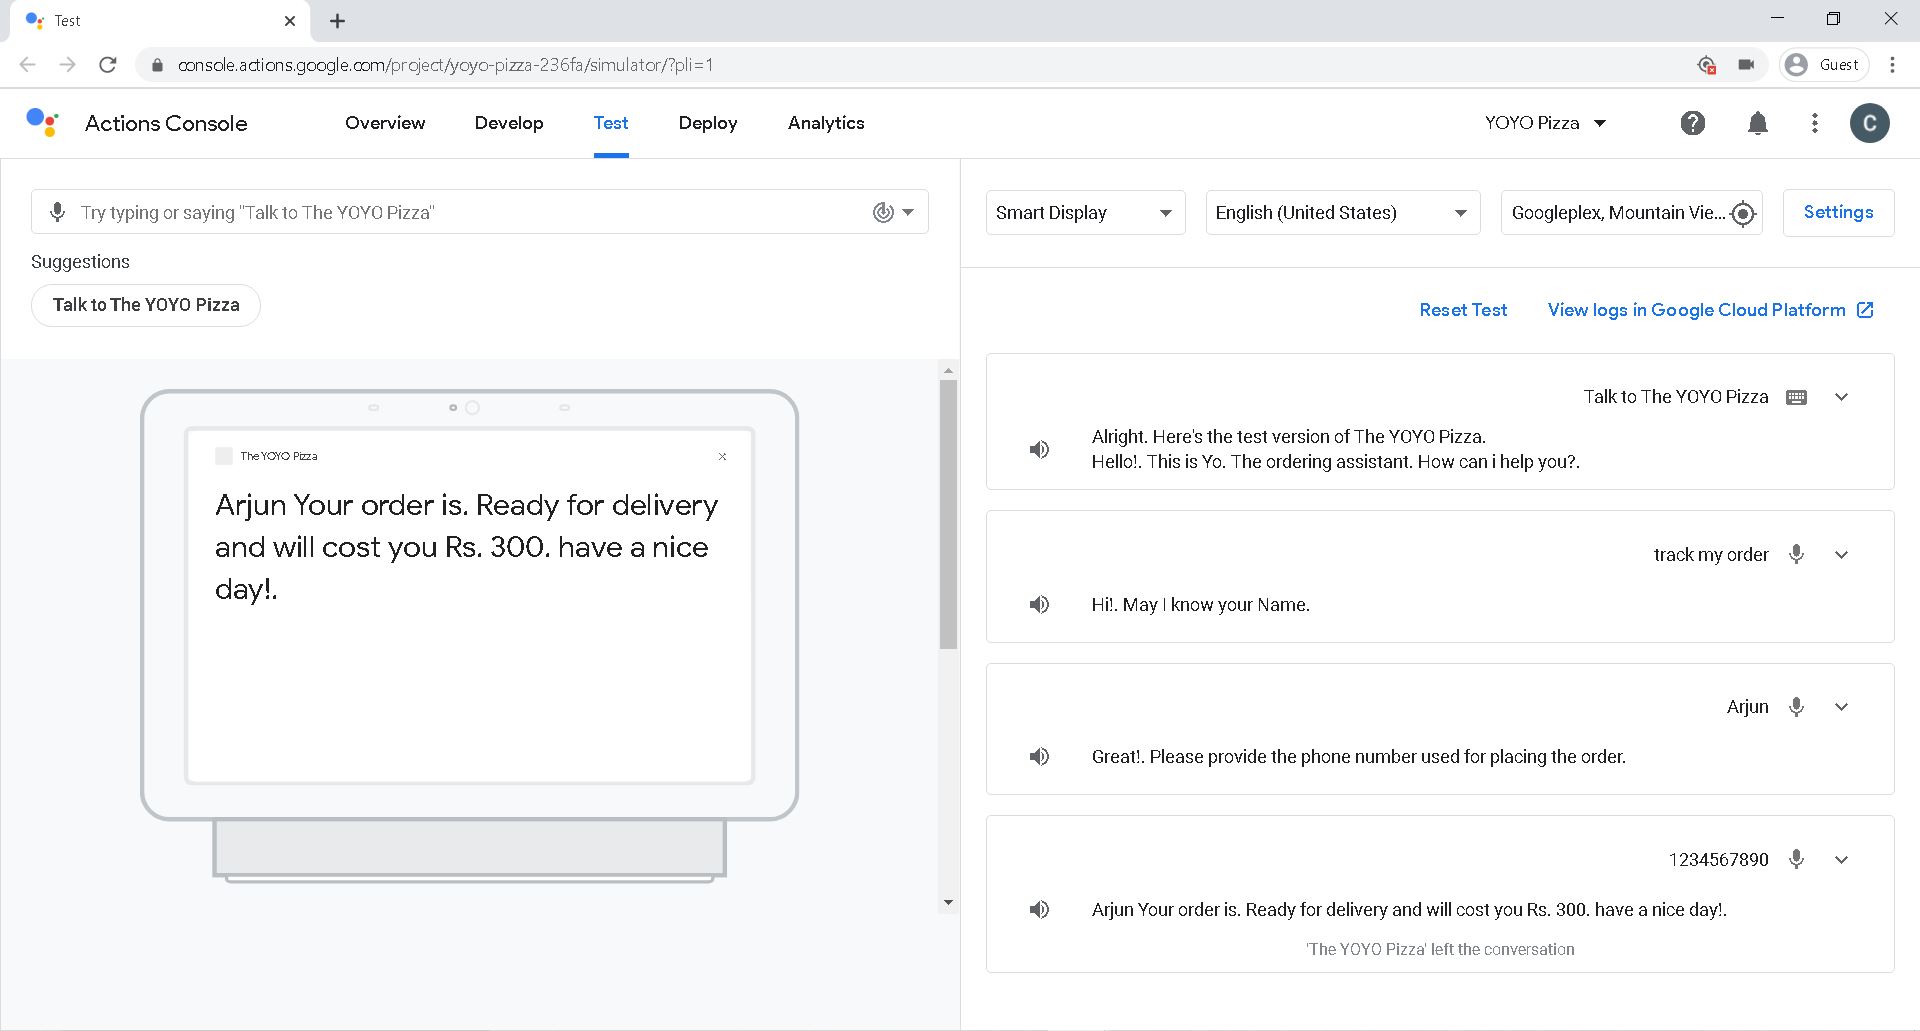 Test
console.actions.google.com/project/yoyo-pizza-236fa/simulator/?pli=1
Guest
Actions Console
Overview
Develop
Test
Deploy
Analytics
YOYO Pizza
C
Try typing or saying "Talk to The YOYO Pizza"
Suggestions
Talk to The YOYO Pizza
The YOYO Pizza
Arjun Your order is. Ready for delivery
and will cost you Rs. 300. have a nice
day!.
Smart Display
English (United States)
Googleplex, Mountain Vie...
Settings
Reset Test
View logs in Google Cloud Platform
Talk to The YOYO Pizza
Alright. Here's the test version of The YOYO Pizza.
Hello!. This is Yo. The ordering assistant. How can i help you?.
track my order
Hi!. May I know your Name.
Arjun
Great!. Please provide the phone number used for placing the order.
1234567890
Arjun Your order is. Ready for delivery and will cost you Rs. 300. have a nice day!.
'The YOYO Pizza' left the conversation